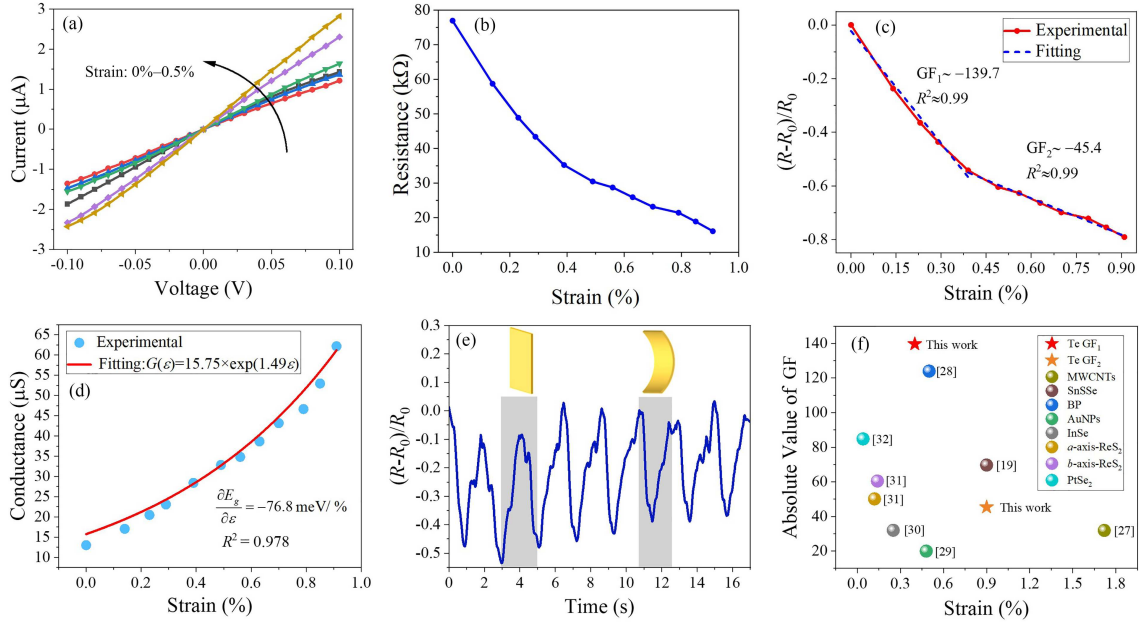 (a)
Strain: 0%–0.5%
Current (μA)
3
2
1
0
-1
-2
-3
-0.10
-0.05
0.00
0.05
0.10
Voltage (V)
(b)
Resistance (kΩ)
80
70
60
50
40
30
20
10
0.0
0.2
0.4
0.6
0.8
1.0
Strain (%)
(c)
Experimental
Fitting
GF₁~ −139.7
R²≈0.99
GF₂~ −45.4
R²≈0.99
(R-R₀)/R₀
0.0
-0.2
-0.4
-0.6
-0.8
0.00
0.15
0.30
0.45
0.60
0.75
0.90
Strain (%)
Experimental
Fitting:G(ε)=15.75×exp(1.49ε)
(d)
∂E_g/∂ε = −76.8 meV/ %
R² = 0.978
Conductance (μS)
65
60
55
50
45
40
35
30
25
20
15
10
0.0
0.2
0.4
0.6
0.8
1.0
Strain (%)
(e)
(R-R₀)/R₀
0.3
0.2
0.1
0.0
-0.1
-0.2
-0.3
-0.4
-0.5
0
2
4
6
8
10
12
14
16
Time (s)
(f)
This work
[28]
[32]
[31]
[31]
[19]
This work
[30]
[29]
[27]
Te GF₁
Te GF₂
MWCNTs
SnSSe
BP
AuNPs
InSe
a-axis-ReS₂
b-axis-ReS₂
PtSe₂
Absolute Value of GF
140
120
100
80
60
40
20
0.0
0.3
0.6
0.9
1.2
1.5
1.8
Strain (%)